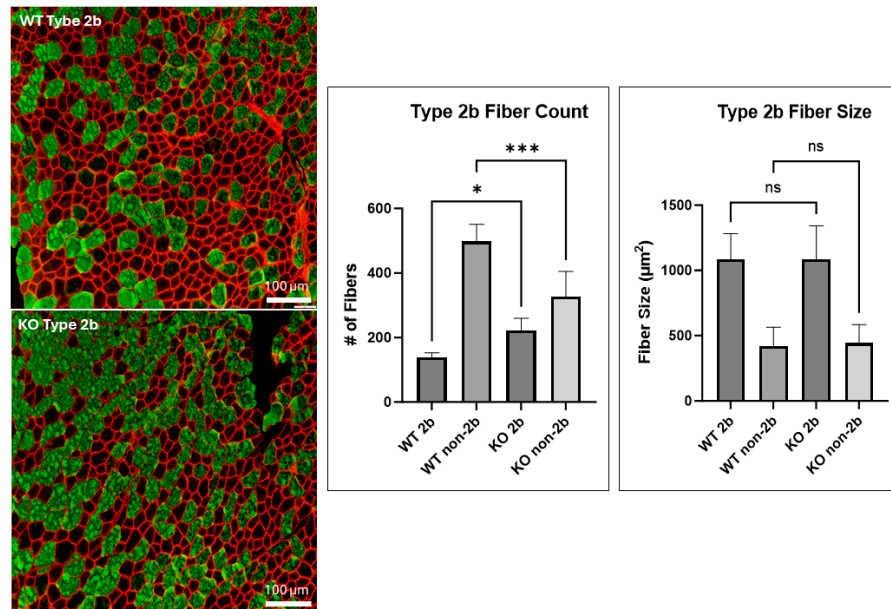 WT Tybe 2b
100 µm
KO Type 2b
100 µm
Type 2b Fiber Count
***
*
600
400
200
0
# of Fibers
WT 2b
WT non-2b
KO 2b
KO non-2b
Type 2b Fiber Size
ns
ns
1500
1000
500
0
Fiber Size (µm²)
WT 2b
WT non-2b
KO 2b
KO non-2b